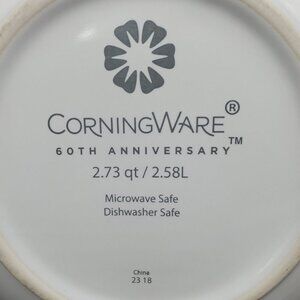 CORNINGWARE®
60TH ANNIVERSARY™
2.73 qt / 2.58L
Microwave Safe
Dishwasher Safe
China
23 18